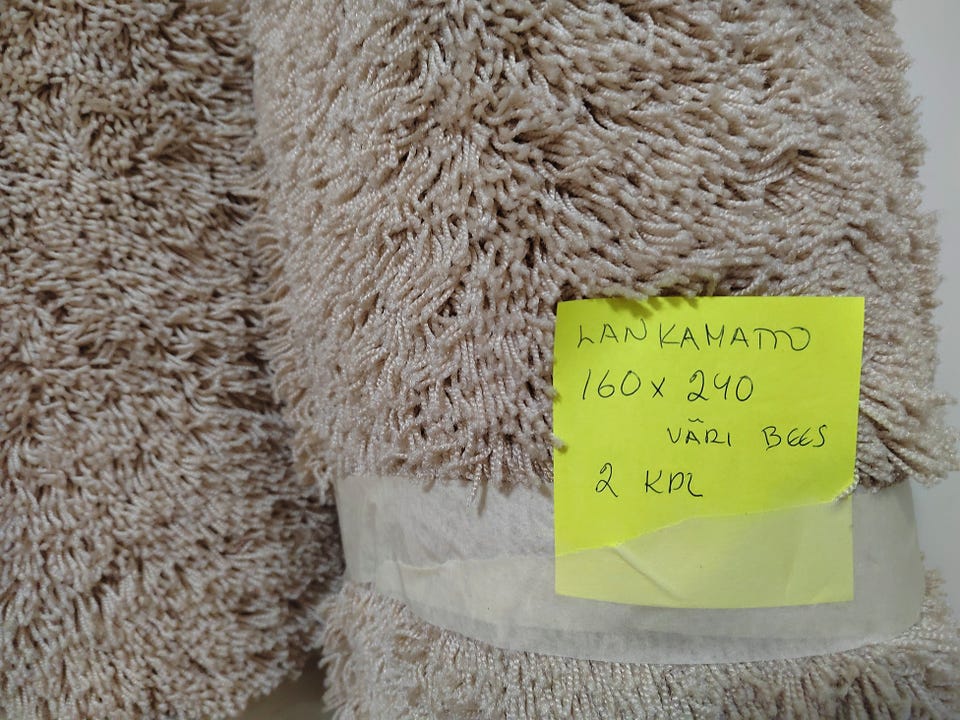 LANKAMATTO
160 x 240
VÄRI BEES
2 KPL